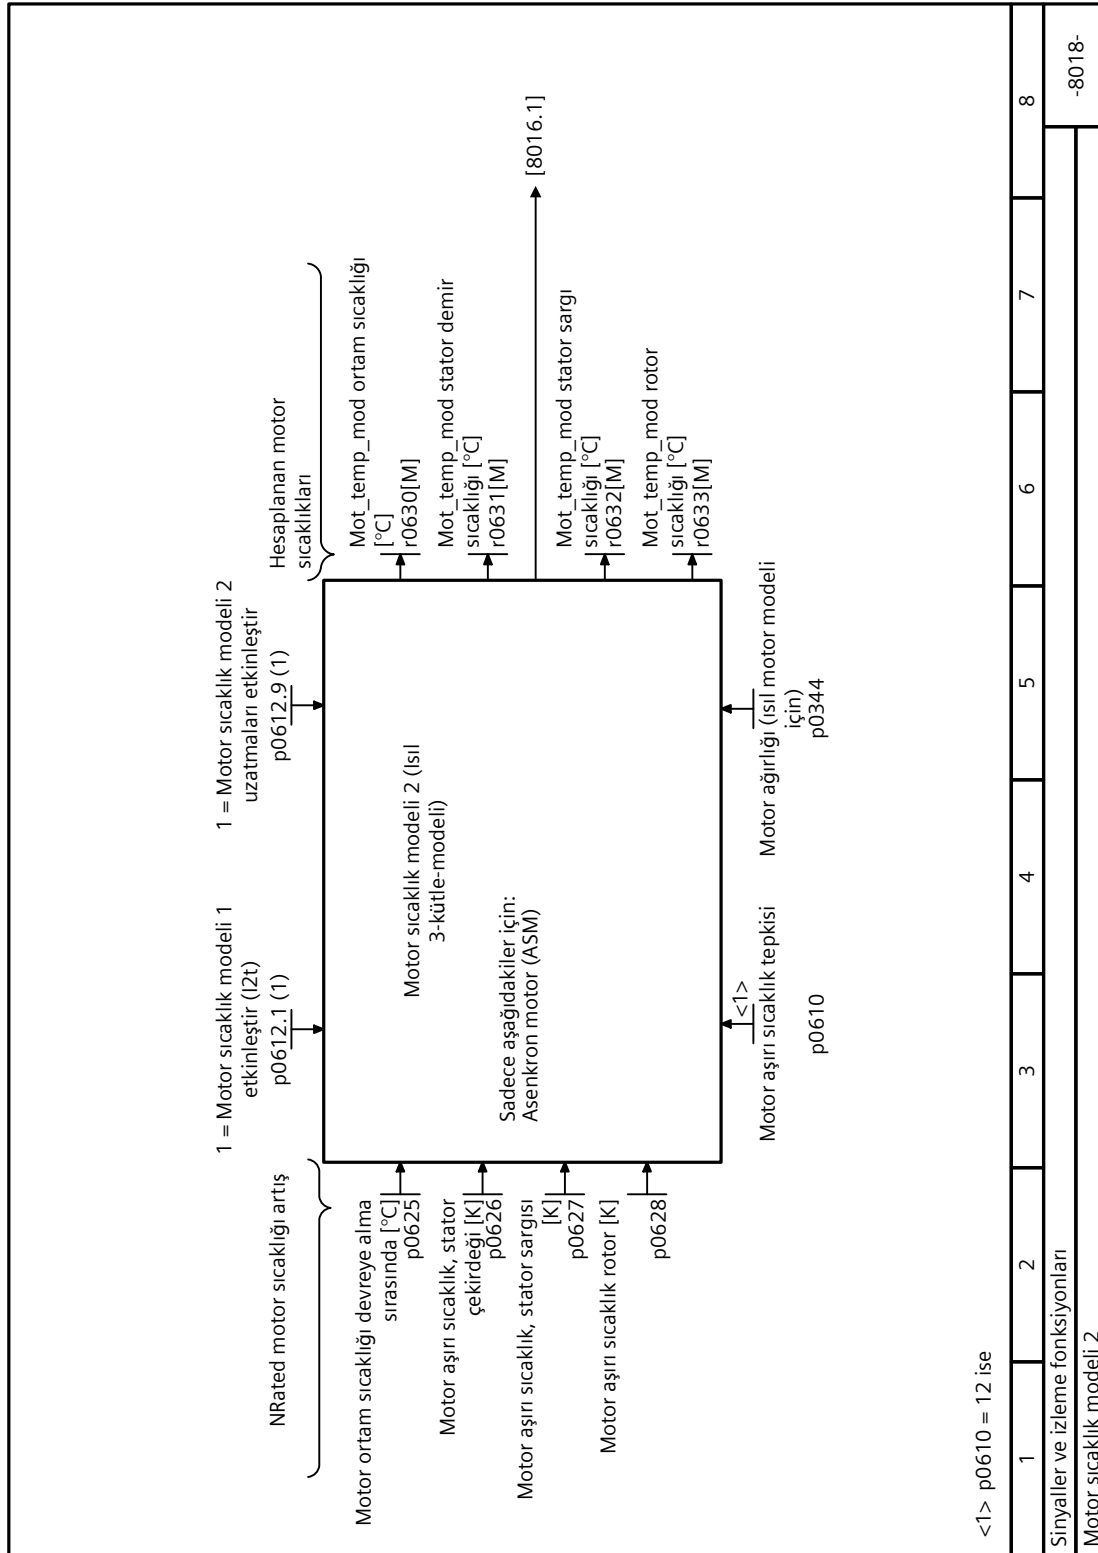 1 = Motor sıcaklık modeli 1
etkinleştir (I2t)
p0612.1 (1)
1 = Motor sıcaklık modeli 2
uzatmaları etkinleştir
p0612.9 (1)
NRated motor sıcaklığı artış
Hesaplanan motor
sıcaklıkları
Motor ortam sıcaklığı devreye alma
sırasında [°C]
p0625
Motor aşırı sıcaklık, stator
çekirdeği [K]
p0626
Motor aşırı sıcaklık, stator sargısı
[K]
p0627
Motor aşırı sıcaklık rotor [K]
p0628
Motor sıcaklık modeli 2 (Isıl
3-kütle-modeli)
Sadece aşağıdakiler için:
Asenkron motor (ASM)
Mot_temp_mod ortam sıcaklığı
[°C]
r0630[M]
Mot_temp_mod stator demir
sıcaklığı [°C]
r0631[M]
[8016.1]
Mot_temp_mod stator sargı
sıcaklığı [°C]
r0632[M]
Mot_temp_mod rotor
sıcaklığı [°C]
r0633[M]
<1>
Motor aşırı sıcaklık tepkisi
p0610
Motor ağırlığı (ısıl motor modeli
için)
p0344
<1> p0610 = 12 ise
1 2 3 4 5 6 7 8
Sinyaller ve izleme fonksiyonları
-8018-
Motor sıcaklık modeli 2